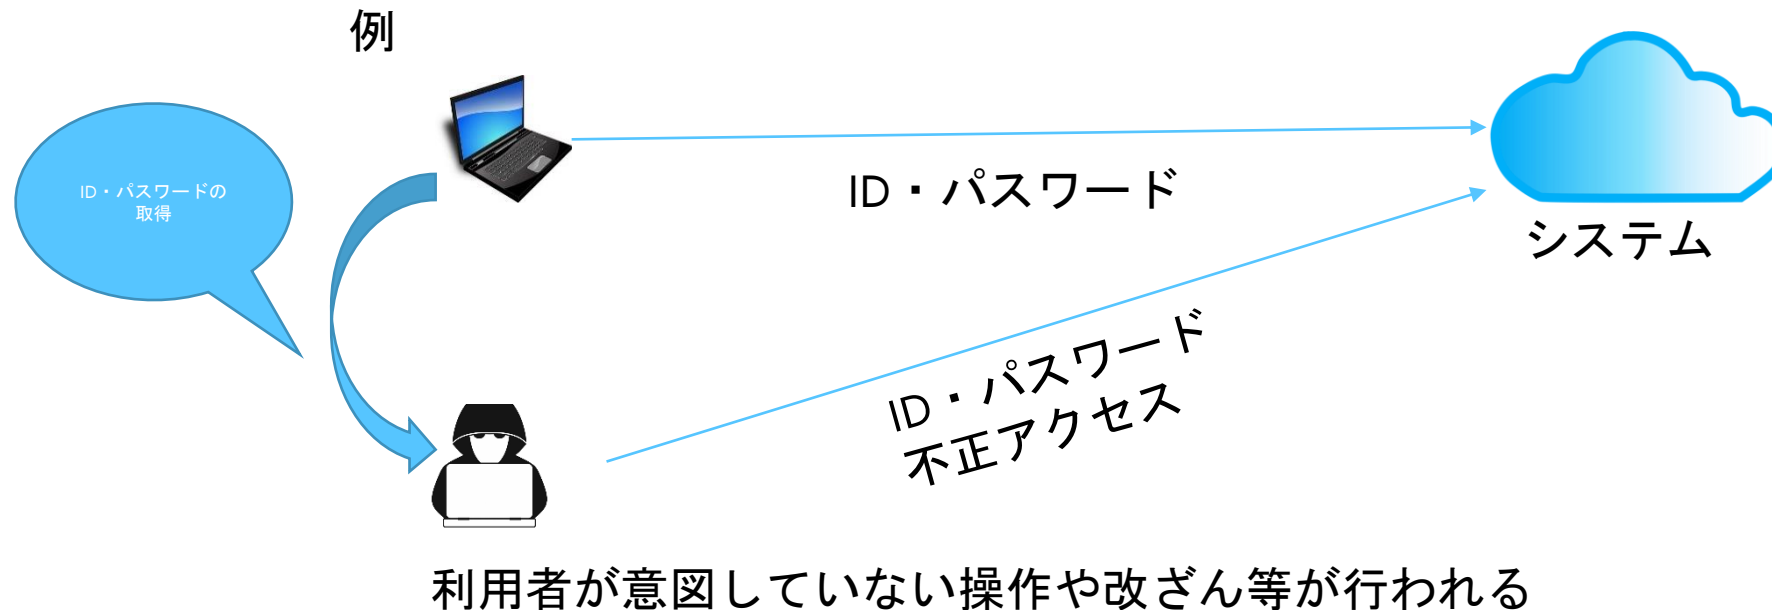 例
ID・パスワードの
取得
ID・パスワード
システム
ID・パスワード
不正アクセス
利用者が意図していない操作や改ざん等が行われる